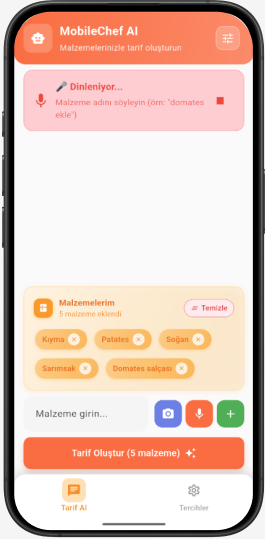 MobileChef AI
Malzemelerinizle tarif oluşturun
🎤 Dinleniyor...
Malzeme adını söyleyin (örn: "domates
ekle")
Malzemelerim
5 malzeme eklendi
Temizle
Kıyma
Patates
Soğan
Sarımsak
Domates salçası
Malzeme girin...
Tarif Oluştur (5 malzeme)
Tarif AI
Tercihler